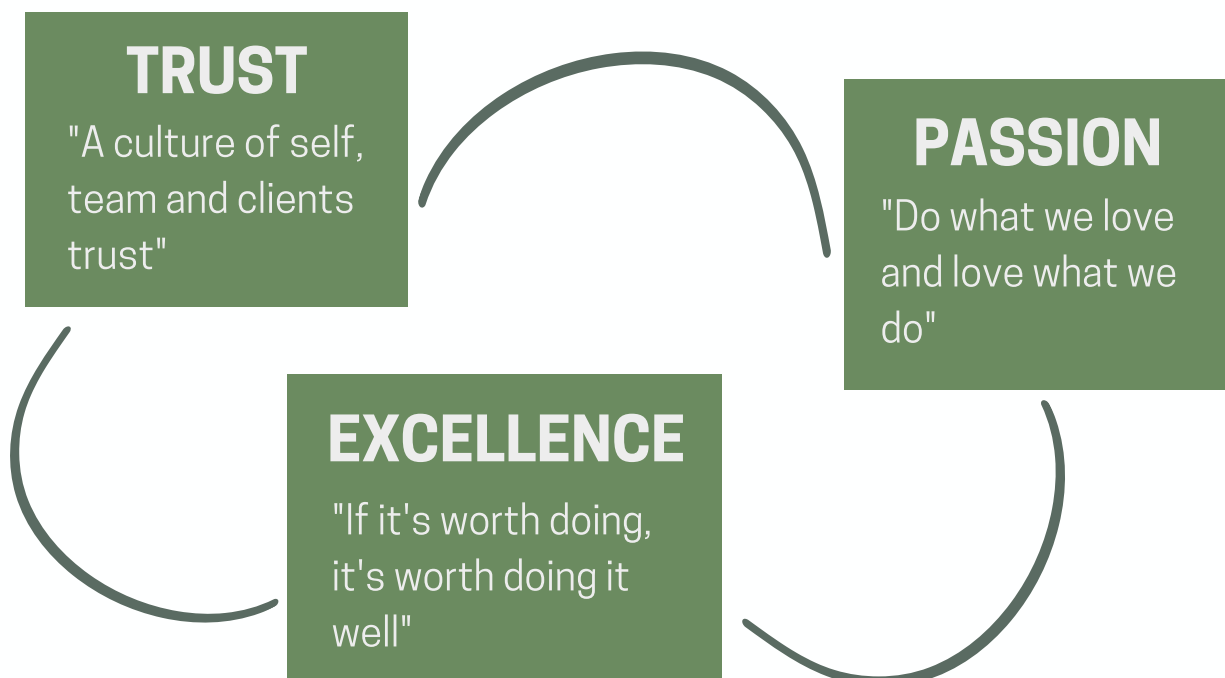 TRUST
"A culture of self,
team and clients
trust"
PASSION
"Do what we love
and love what we
do"
EXCELLENCE
"If it's worth doing,
it's worth doing it
well"